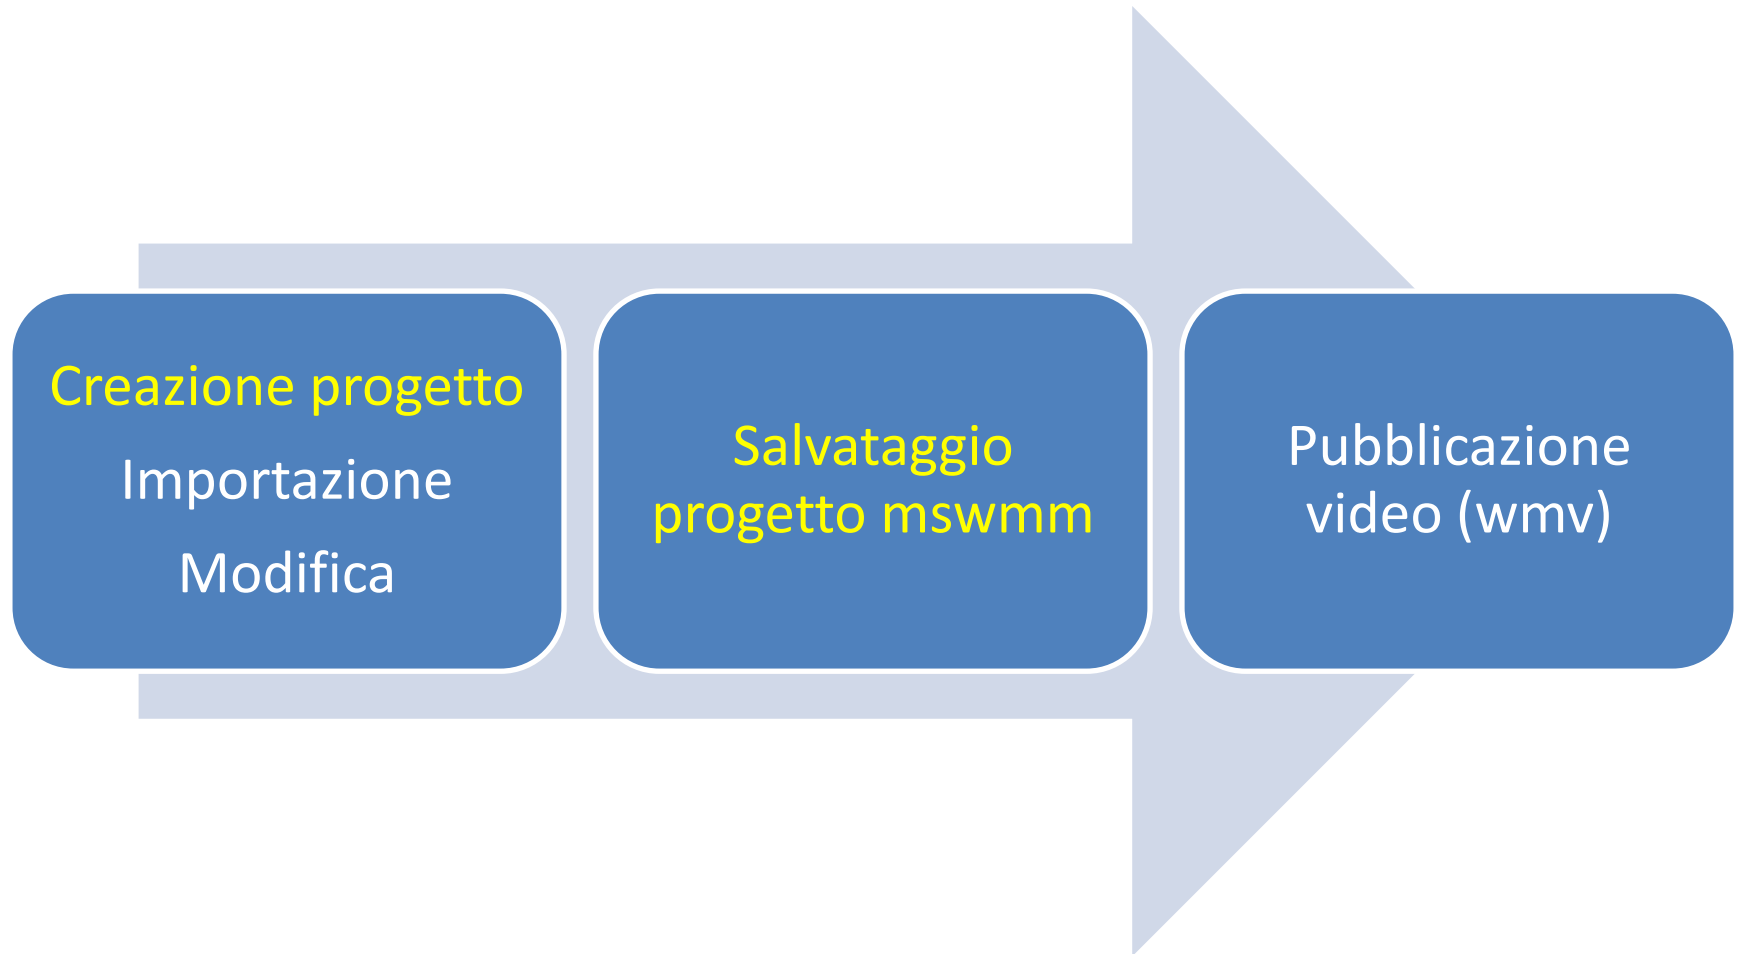 Creazione progetto
Importazione
Modifica
Salvataggio
progetto mswmm
Pubblicazione
video (wmv)